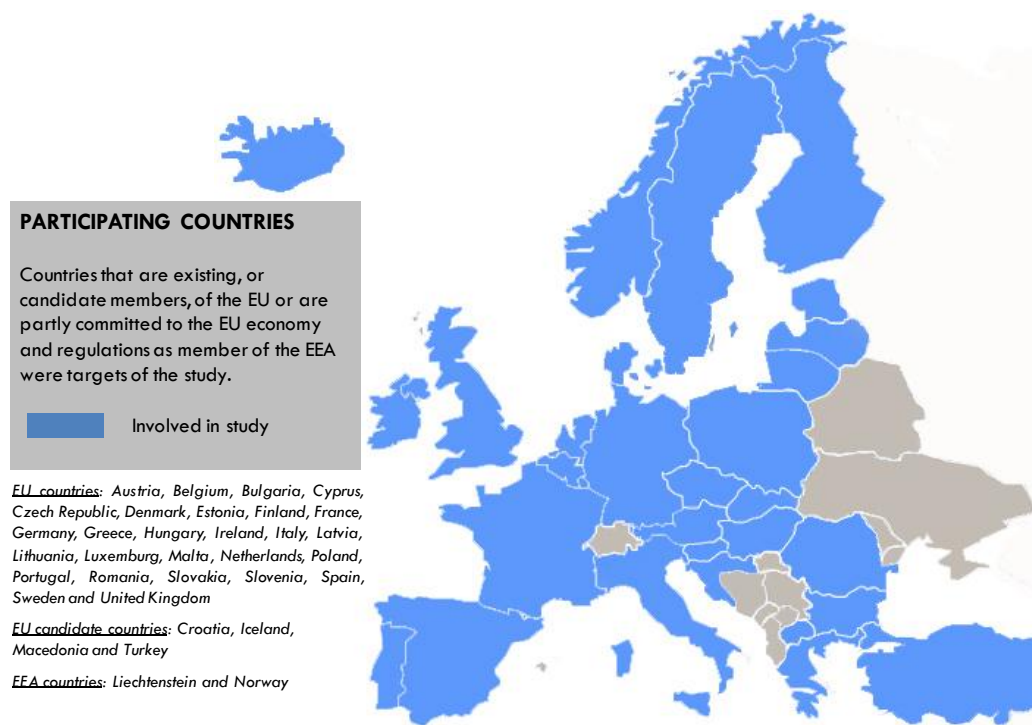 PARTICIPATING COUNTRIES
Countries that are existing, or
candidate members, of the EU or are
partly committed to the EU economy
and regulations as member of the EEA
were targets of the study.
Involved in study
EU countries: Austria, Belgium, Bulgaria, Cyprus,
Czech Republic, Denmark, Estonia, Finland, France,
Germany, Greece, Hungary, Ireland, Italy, Latvia,
Lithuania, Luxemburg, Malta, Netherlands, Poland,
Portugal, Romania, Slovakia, Slovenia, Spain,
Sweden and United Kingdom
EU candidate countries: Croatia, Iceland,
Macedonia and Turkey
EEA countries: Liechtenstein and Norway